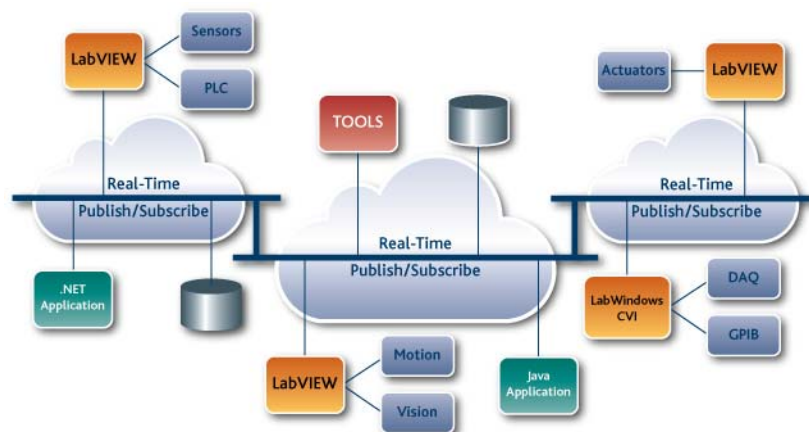 Sensors
LabVIEW
PLC
Real-Time
Publish/Subscribe
.NET
Application
TOOLS
Real-Time
Publish/Subscribe
LabVIEW
Motion
Vision
Java
Application
Actuators
LabVIEW
Real-Time
Publish/Subscribe
LabWindows
CVI
DAQ
GPIB